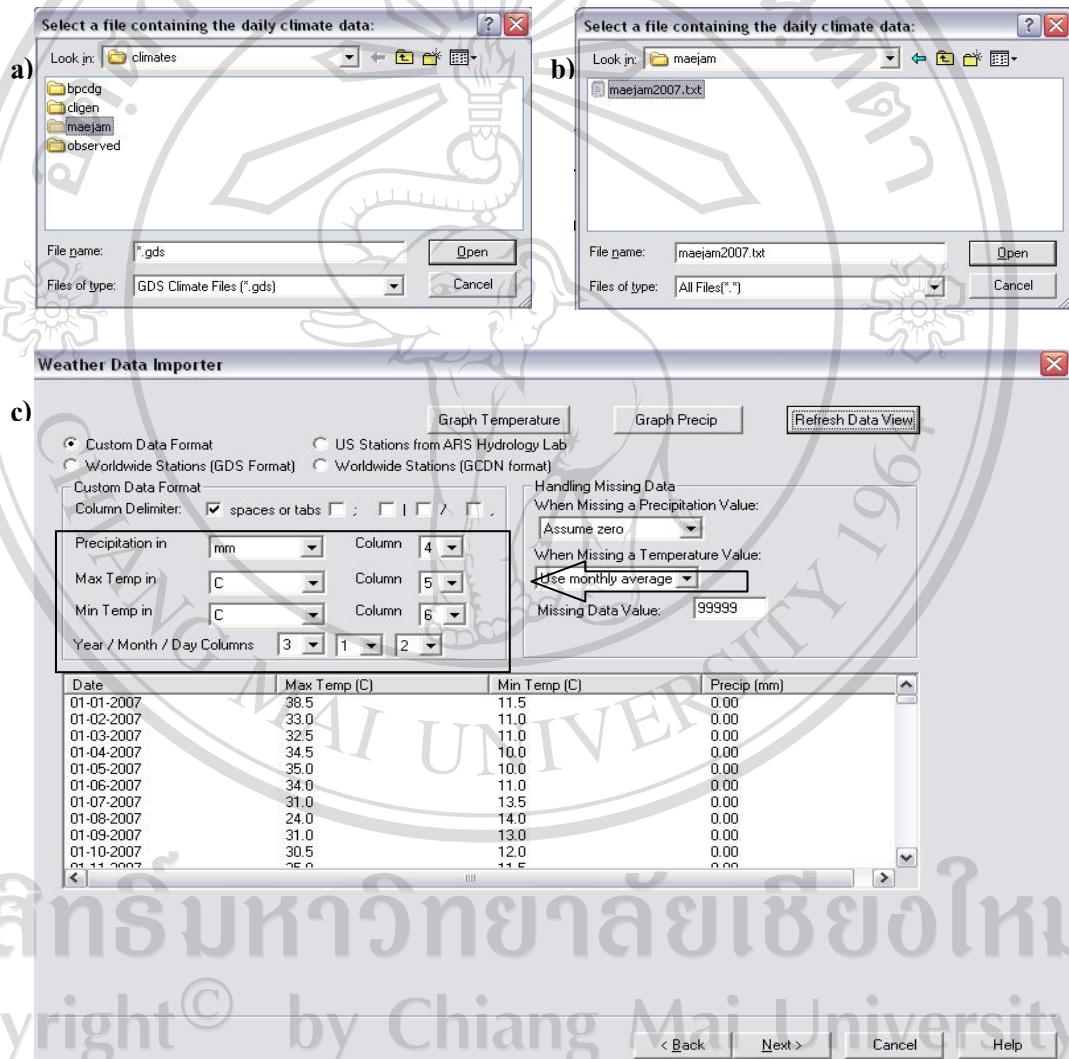 a)
Select a file containing the daily climate data:
Look in: climates
bpcdg
cligen
maejam
observed
File name: *.gds
Open
Files of type: GDS Climate Files (*.gds)
Cancel
b)
Select a file containing the daily climate data:
Look in: maejam
maejam2007.txt
File name: maejam2007.txt
Open
Files of type: All Files(*.*)
Cancel
c)
Weather Data Importer
Graph Temperature Graph Precip Refresh Data View
Custom Data Format US Stations from ARS Hydrology Lab
Worldwide Stations (GDS Format) Worldwide Stations (GCDN format)
Custom Data Format
Column Delimiter: spaces or tabs ; | / ,
Precipitation in mm Column 4
Max Temp in C Column 5
Min Temp in C Column 6
Year / Month / Day Columns 3 1 2
Handling Missing Data
When Missing a Precipitation Value:
Assume zero
When Missing a Temperature Value:
Use monthly average
Missing Data Value: 99999
Date Max Temp (C) Min Temp (C) Precip (mm)
01-01-2007 38.5 11.5 0.00
01-02-2007 33.0 11.0 0.00
01-03-2007 32.5 11.0 0.00
01-04-2007 34.5 10.0 0.00
01-05-2007 35.0 10.0 0.00
01-06-2007 34.0 11.0 0.00
01-07-2007 31.0 13.5 0.00
01-08-2007 24.0 14.0 0.00
01-09-2007 31.0 13.0 0.00
01-10-2007 30.5 12.0 0.00
CHIANG MAI UNIVERSITY 1964
สิทธิ์มหาวิทยาลัยเชียงใหม
yright© by Chiang Mai University
< Back Next > Cancel Help